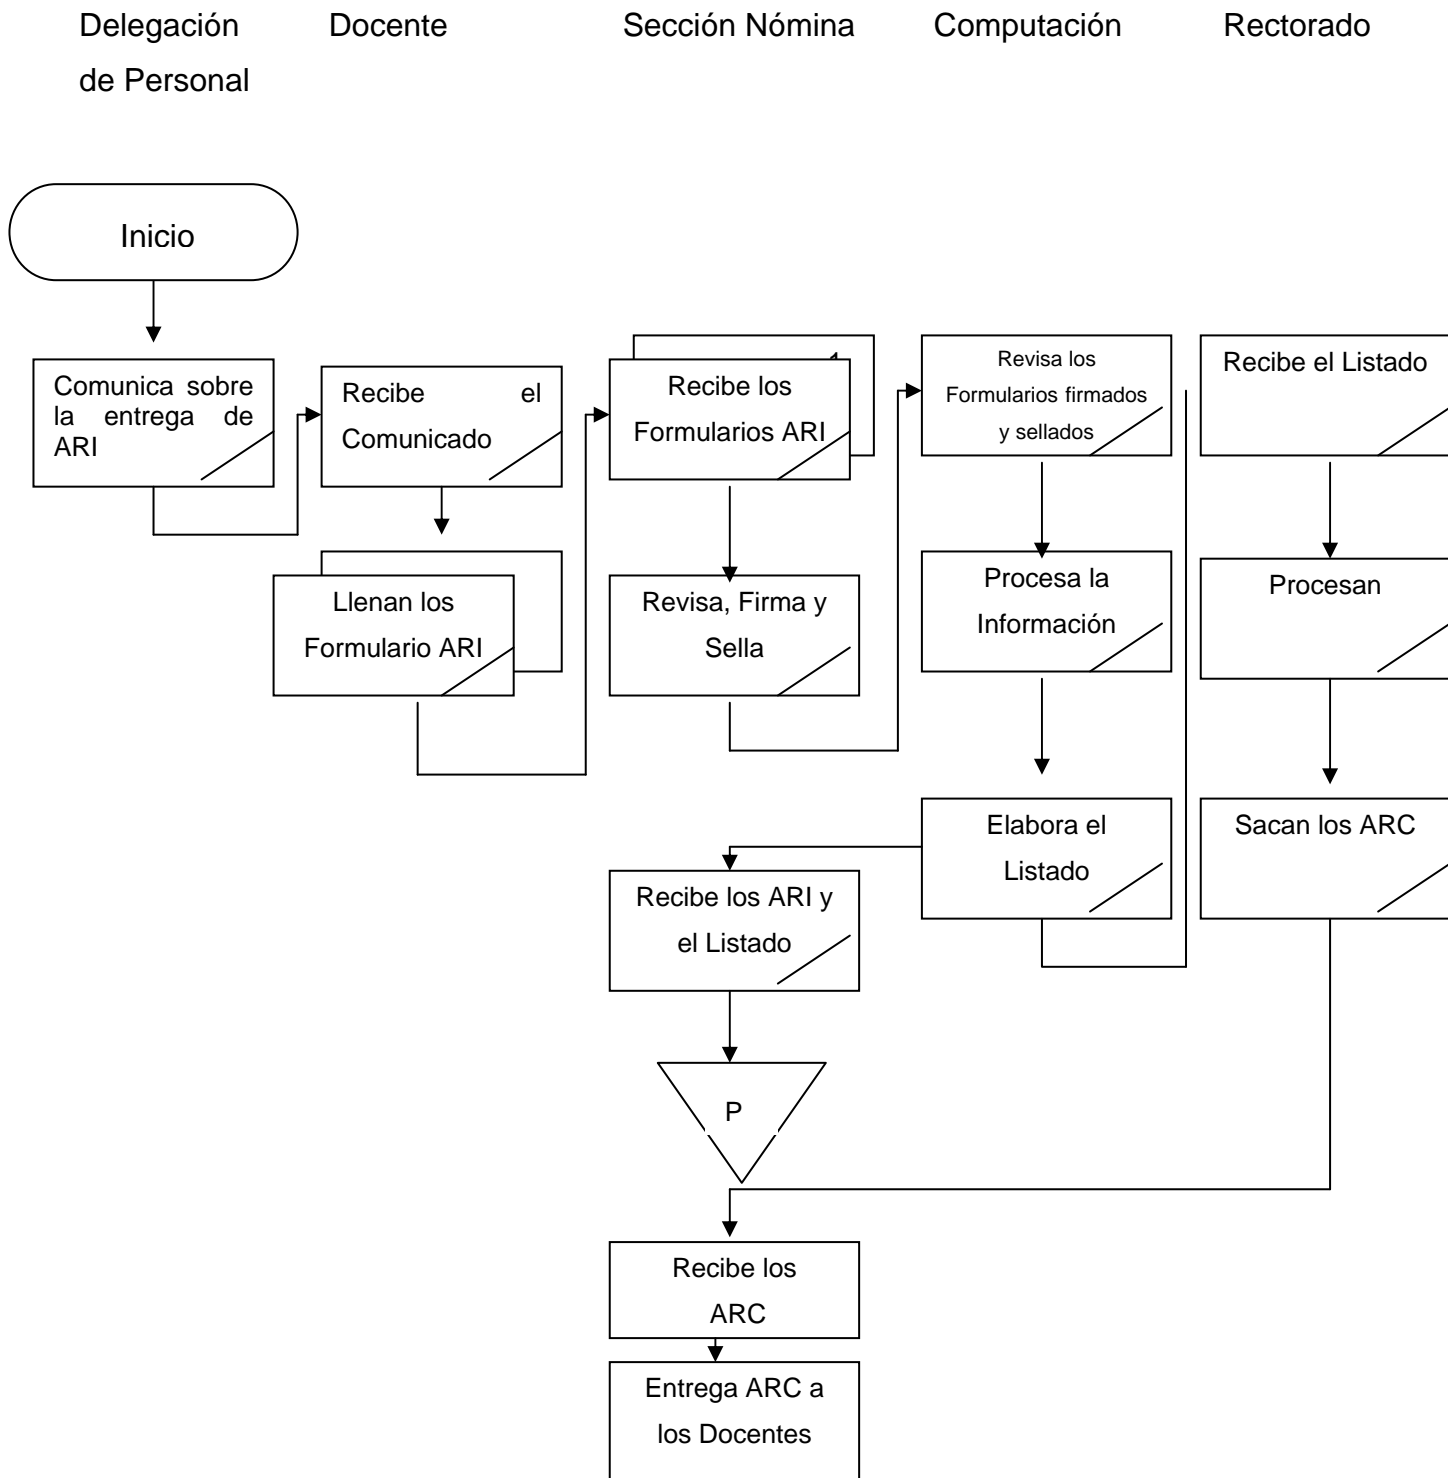 Delegación
de Personal
Docente
Sección Nómina
Computación
Rectorado
Inicio
Comunica sobre
la entrega de
ARI
Recibe el
Comunicado
Llenan los
Formulario ARI
Recibe los
Formularios ARI
Revisa, Firma y
Sella
Revisa los
Formularios firmados
y sellados
Procesa la
Información
Elabora el
Listado
Recibe el Listado
Procesan
Sacan los ARC
Recibe los ARI y
el Listado
P
Recibe los
ARC
Entrega ARC a
los Docentes